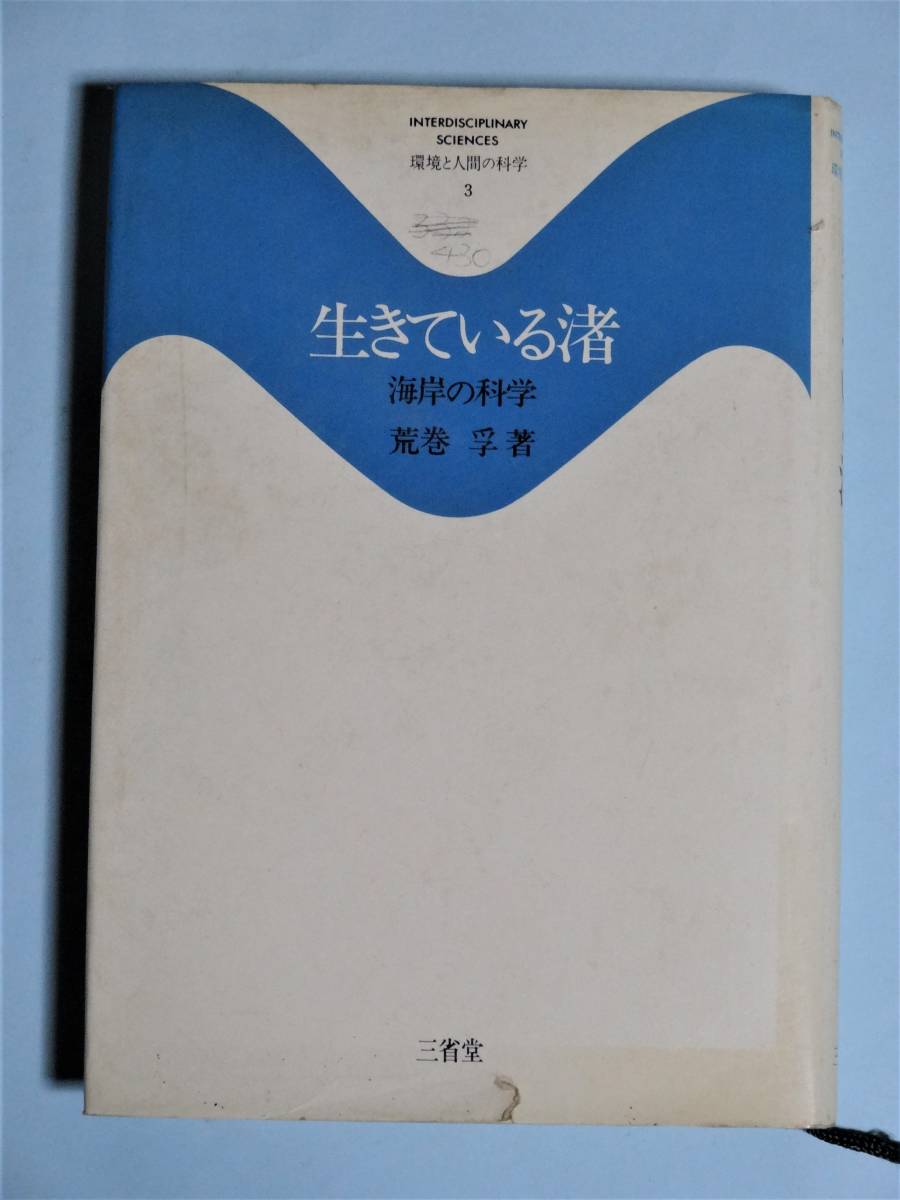 INTERDISCIPLINARY
SCIENCES
環境と人間の科学
3
430
生きている渚
海岸の科学
荒巻 孚 著
三省堂